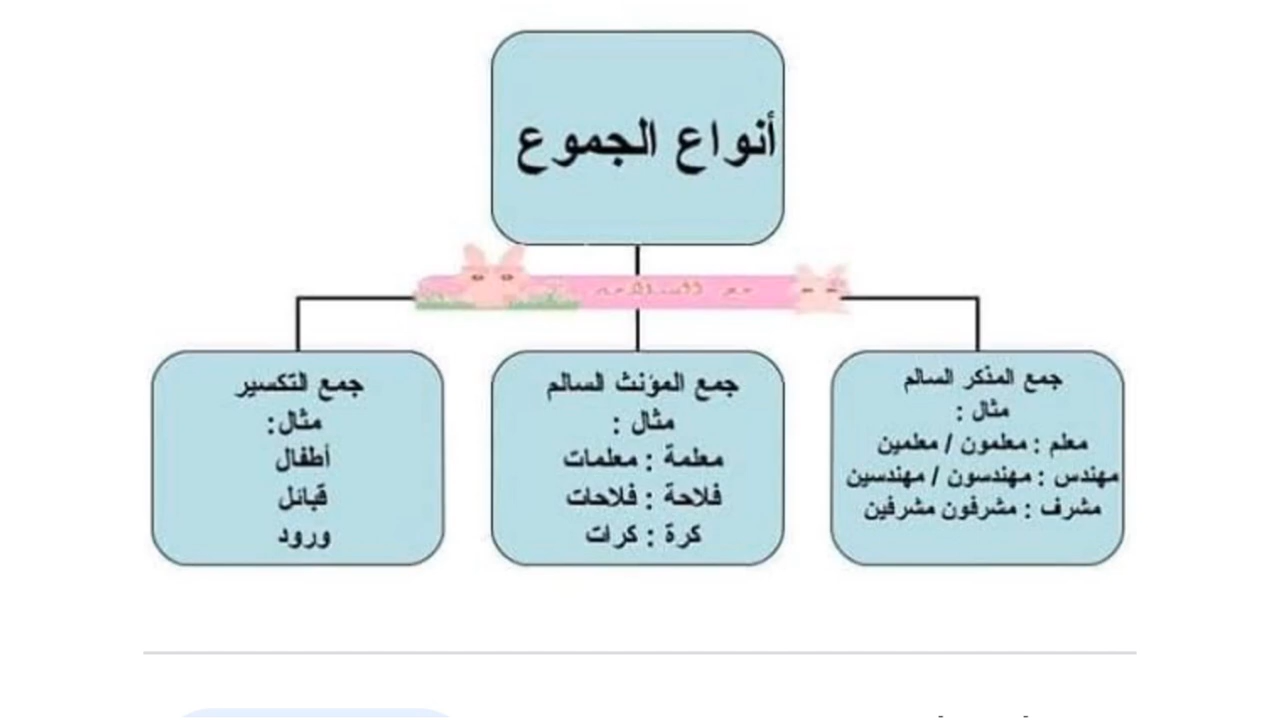 أنواع الجموع
جمع المذكر السالم
مثال :
معلم : معلمون / معلمين
مهندس : مهندسون / مهندسين
مشرف : مشرفون مشرفين
جمع المؤنث السالم
مثال :
معلمة : معلمات
فلاحة : فلاحات
كرة : كرات
جمع التكسير
مثال:
أطفال
قبائل
ورود